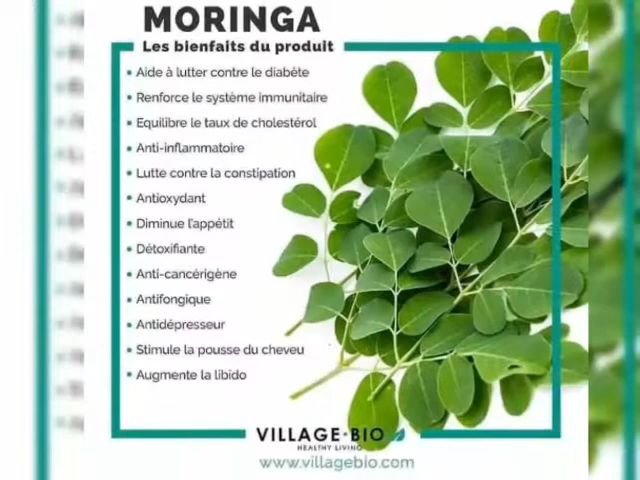 MORINGA
Les bienfaits du produit
• Aide à lutter contre le diabète
• Renforce le système immunitaire
• Equilibre le taux de cholestérol
• Anti-inflammatoire
• Lutte contre la constipation
• Antioxydant
• Diminue l'appétit
• Détoxifiante
• Anti-cancérigène
• Antifongique
• Antidépresseur
• Stimule la pousse du cheveu
• Augmente la libido
VILLAGE•BIO
HEALTHY LIVING
www.villagebio.com